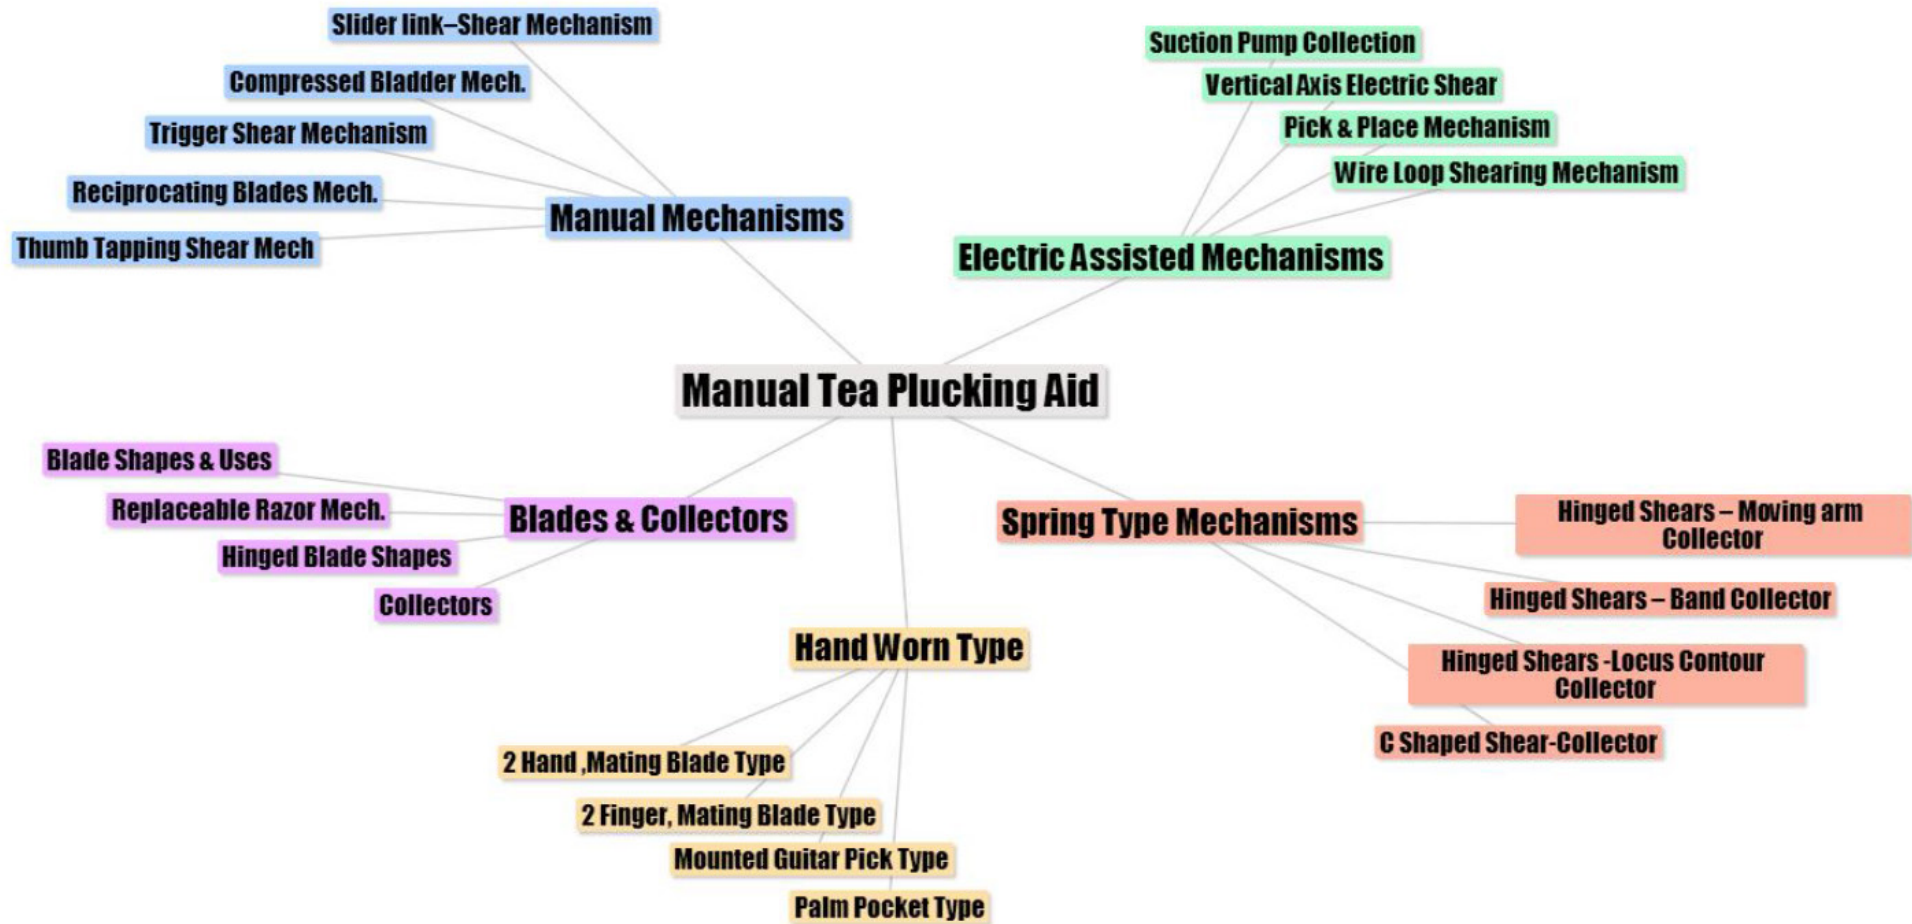 Slider link–Shear Mechanism
Compressed Bladder Mech.
Trigger Shear Mechanism
Reciprocating Blades Mech.
Thumb Tapping Shear Mech
Manual Mechanisms
Suction Pump Collection
Vertical Axis Electric Shear
Pick & Place Mechanism
Wire Loop Shearing Mechanism
Electric Assisted Mechanisms
Manual Tea Plucking Aid
Blade Shapes & Uses
Replaceable Razor Mech.
Hinged Blade Shapes
Collectors
Blades & Collectors
Spring Type Mechanisms
Hinged Shears – Moving arm
Collector
Hinged Shears – Band Collector
Hinged Shears -Locus Contour
Collector
C Shaped Shear-Collector
Hand Worn Type
2 Hand ,Mating Blade Type
2 Finger, Mating Blade Type
Mounted Guitar Pick Type
Palm Pocket Type